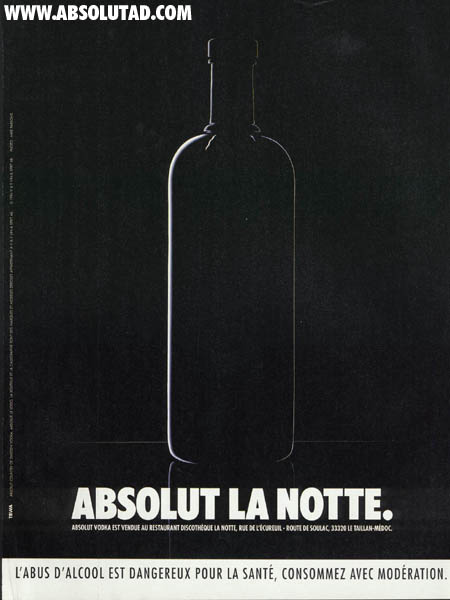 WWW.ABSOLUTAD.COM
ABSOLUT LA NOTTE.
ABSOLUT VODKA EST VENDUE AU RESTAURANT DISCOTHÈQUE LA NOTTE, RUE DE L'ÉCUREUIL - ROUTE DE SOULAC, 33320 LE TAILLAN-MÉDOC.
L'ABUS D'ALCOOL EST DANGEREUX POUR LA SANTÉ, CONSOMMEZ AVEC MODÉRATION.
TBWA